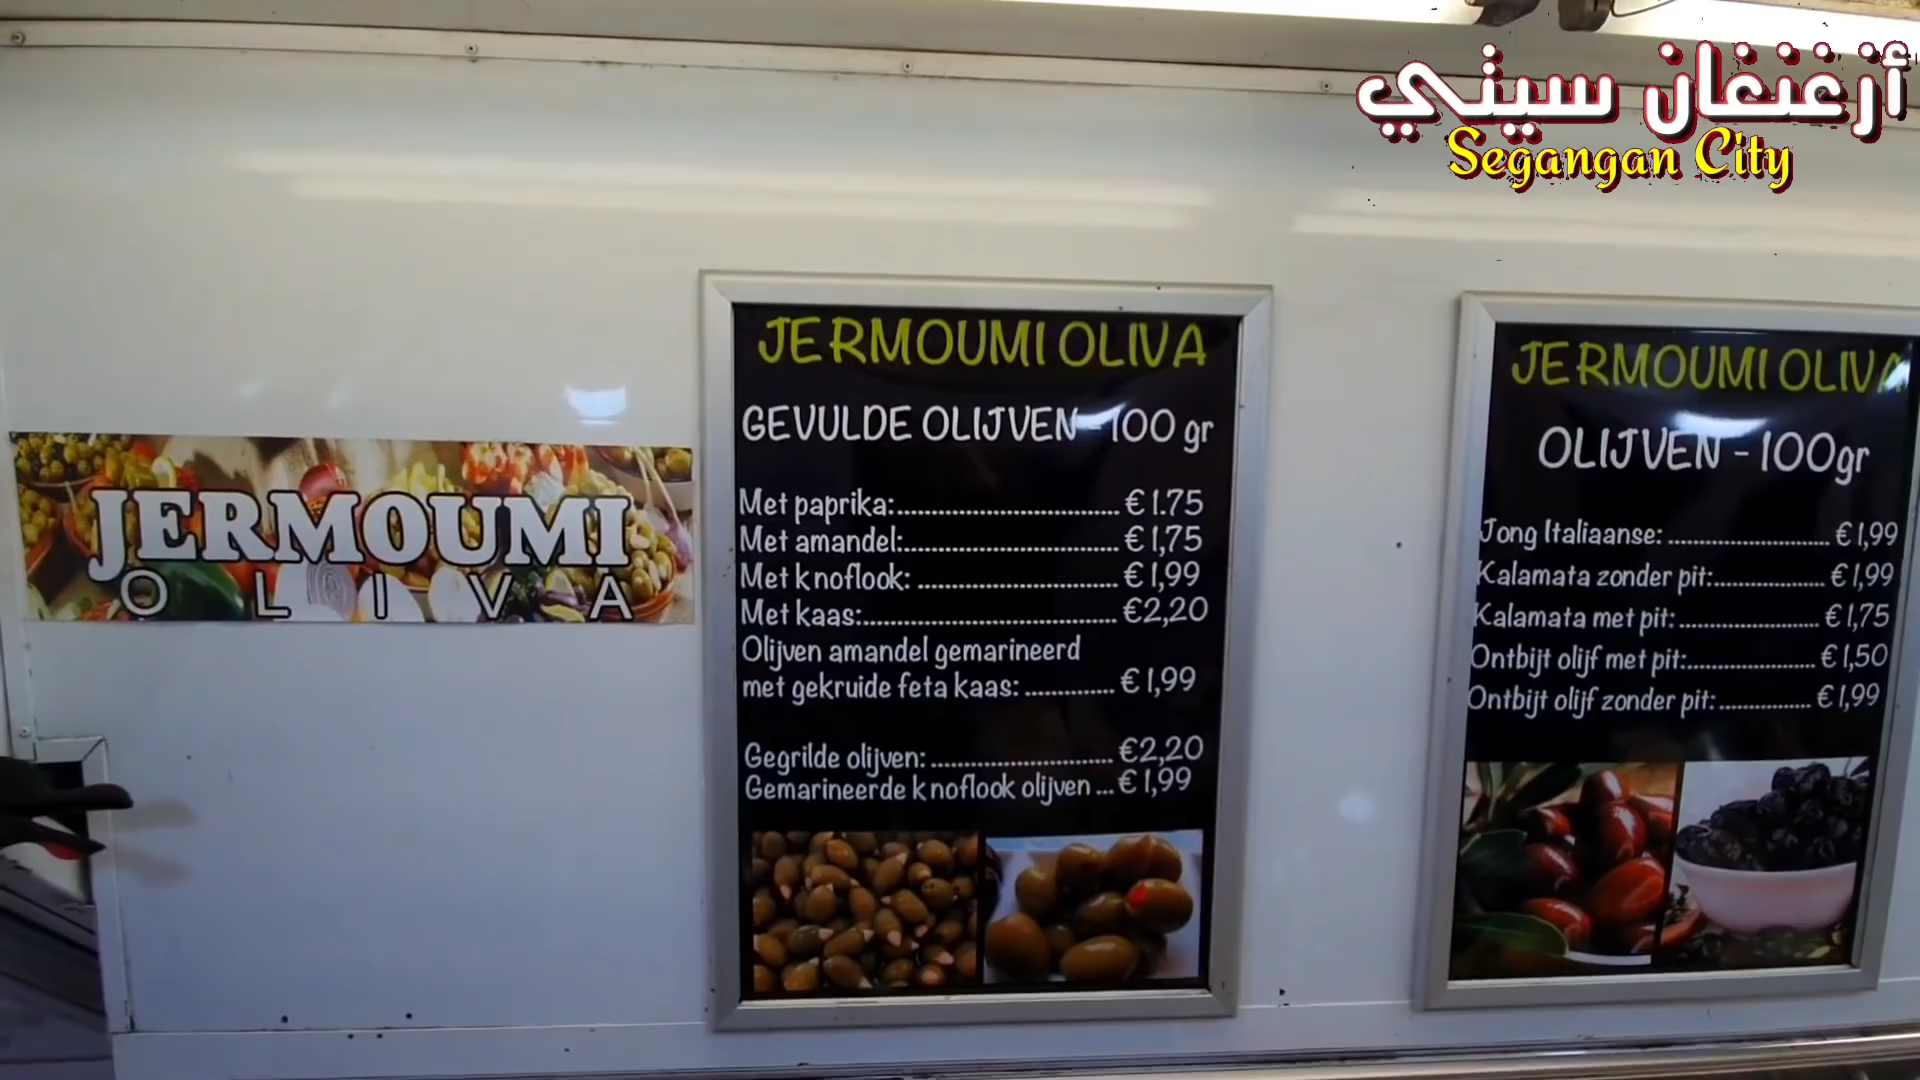 أزغنغان سيتي
Segangan City
JERMOUMI
OLIVA
JERMOUMI OLIVA
GEVULDE OLIJVEN - 100 gr
Met paprika:........................ € 1.75
Met amandel:........................ € 1,75
Met knoflook: ...................... € 1,99
Met kaas:........................... €2,20
Olijven amandel gemarineerd
met gekruide feta kaas: ............ € 1,99
Gegrilde olijven: .................. €2,20
Gemarineerde knoflook olijven ... € 1,99
JERMOUMI OLIVA
OLIJVEN - 100gr
Jong Italiaanse: ................... € 1,99
Kalamata zonder pit:................ € 1,99
Kalamata met pit: .................. € 1,75
Ontbijt olijf met pit:.............. € 1,50
Ontbijt olijf zonder pit: .......... € 1,99